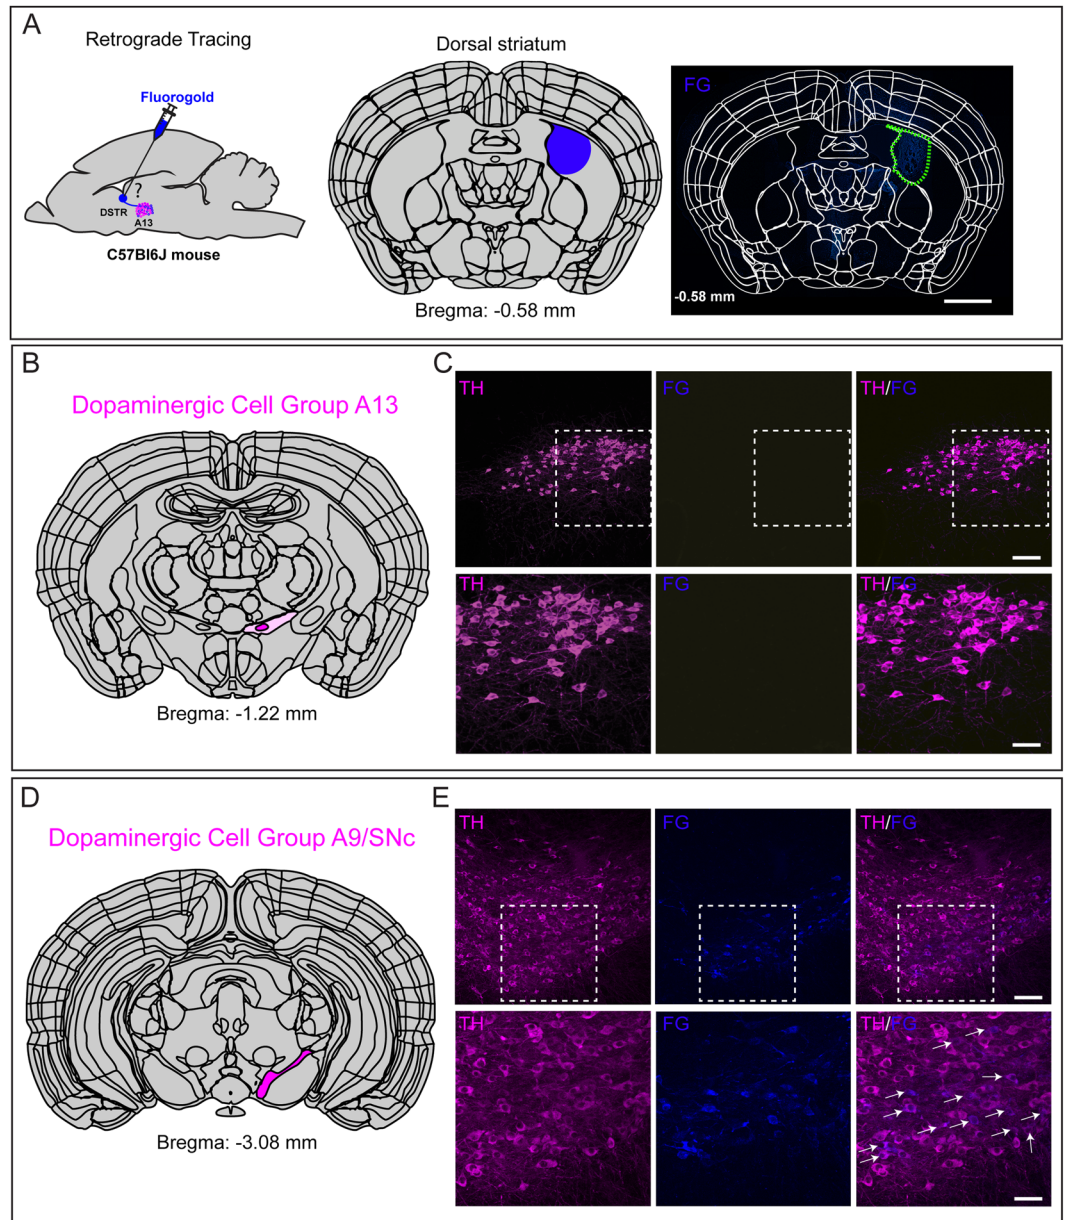 A
Retrograde Tracing
Fluorogold
?
DSTR
A13
C57Bl6J mouse
Dorsal striatum
Bregma: -0.58 mm
FG
-0.58 mm
B
Dopaminergic Cell Group A13
Bregma: -1.22 mm
C
TH
FG
TH/FG
TH
FG
TH/FG
D
Dopaminergic Cell Group A9/SNc
Bregma: -3.08 mm
E
TH
FG
TH/FG
TH
FG
TH/FG